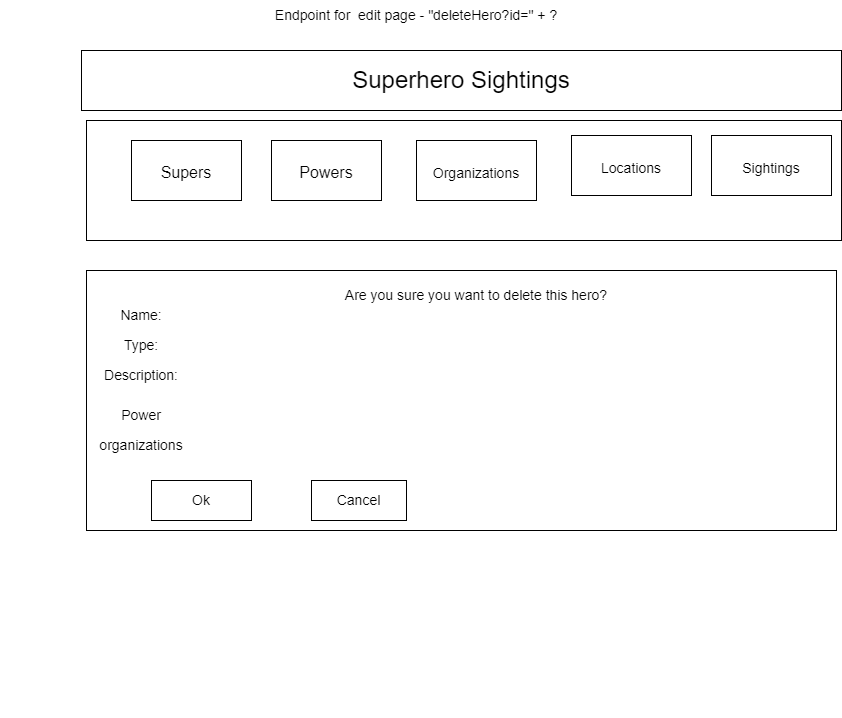 Endpoint for  edit page - "deleteHero?id=" + ?
Superhero Sightings
Supers
Powers
Organizations
Locations
Sightings
Are you sure you want to delete this hero?
Name:
Type:
Description:
Power
organizations
Ok
Cancel